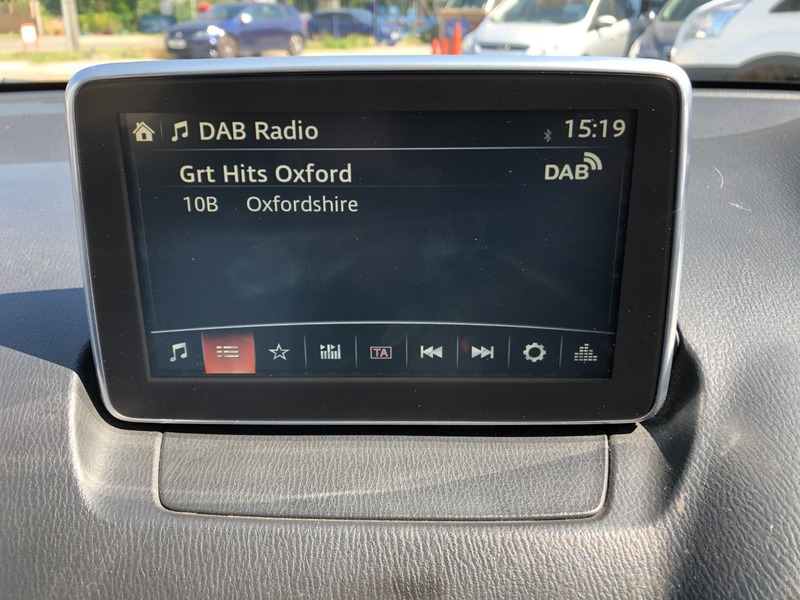 DAB Radio 15:19
Grt Hits Oxford DAB
10B Oxfordshire
TA